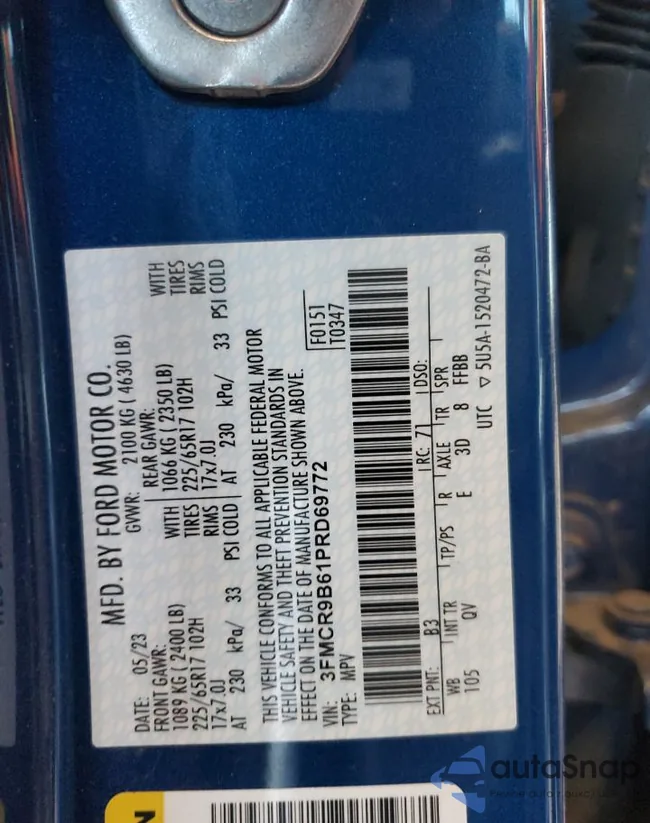 MFD. BY FORD MOTOR CO.
DATE: 05/23
GVWR: 2100 KG ( 4630 LB)
FRONT GAWR:
REAR GAWR:
1089 KG ( 2400 LB) WITH
1066 KG ( 2350 LB) WITH
225/65R17 102H TIRES
225/65R17 102H TIRES
17x7.0J RIMS
17x7.0J RIMS
AT 230 kPa/ 33 PSI COLD
AT 230 kPa/ 33 PSI COLD
THIS VEHICLE CONFORMS TO ALL APPLICABLE FEDERAL MOTOR
VEHICLE SAFETY AND THEFT PREVENTION STANDARDS IN
EFFECT ON THE DATE OF MANUFACTURE SHOWN ABOVE.
VIN: 3FMCR9B61PRD69772
TYPE: MPV
F0151
T0347
EXT PNT: B3 RC: 71 DSO:
WB INT TR TP/PS R AXLE TR SPR
105 QV E 3D 8 FFBB
UTC ▽ 5U5A-1520472-BA
N
autaSnap